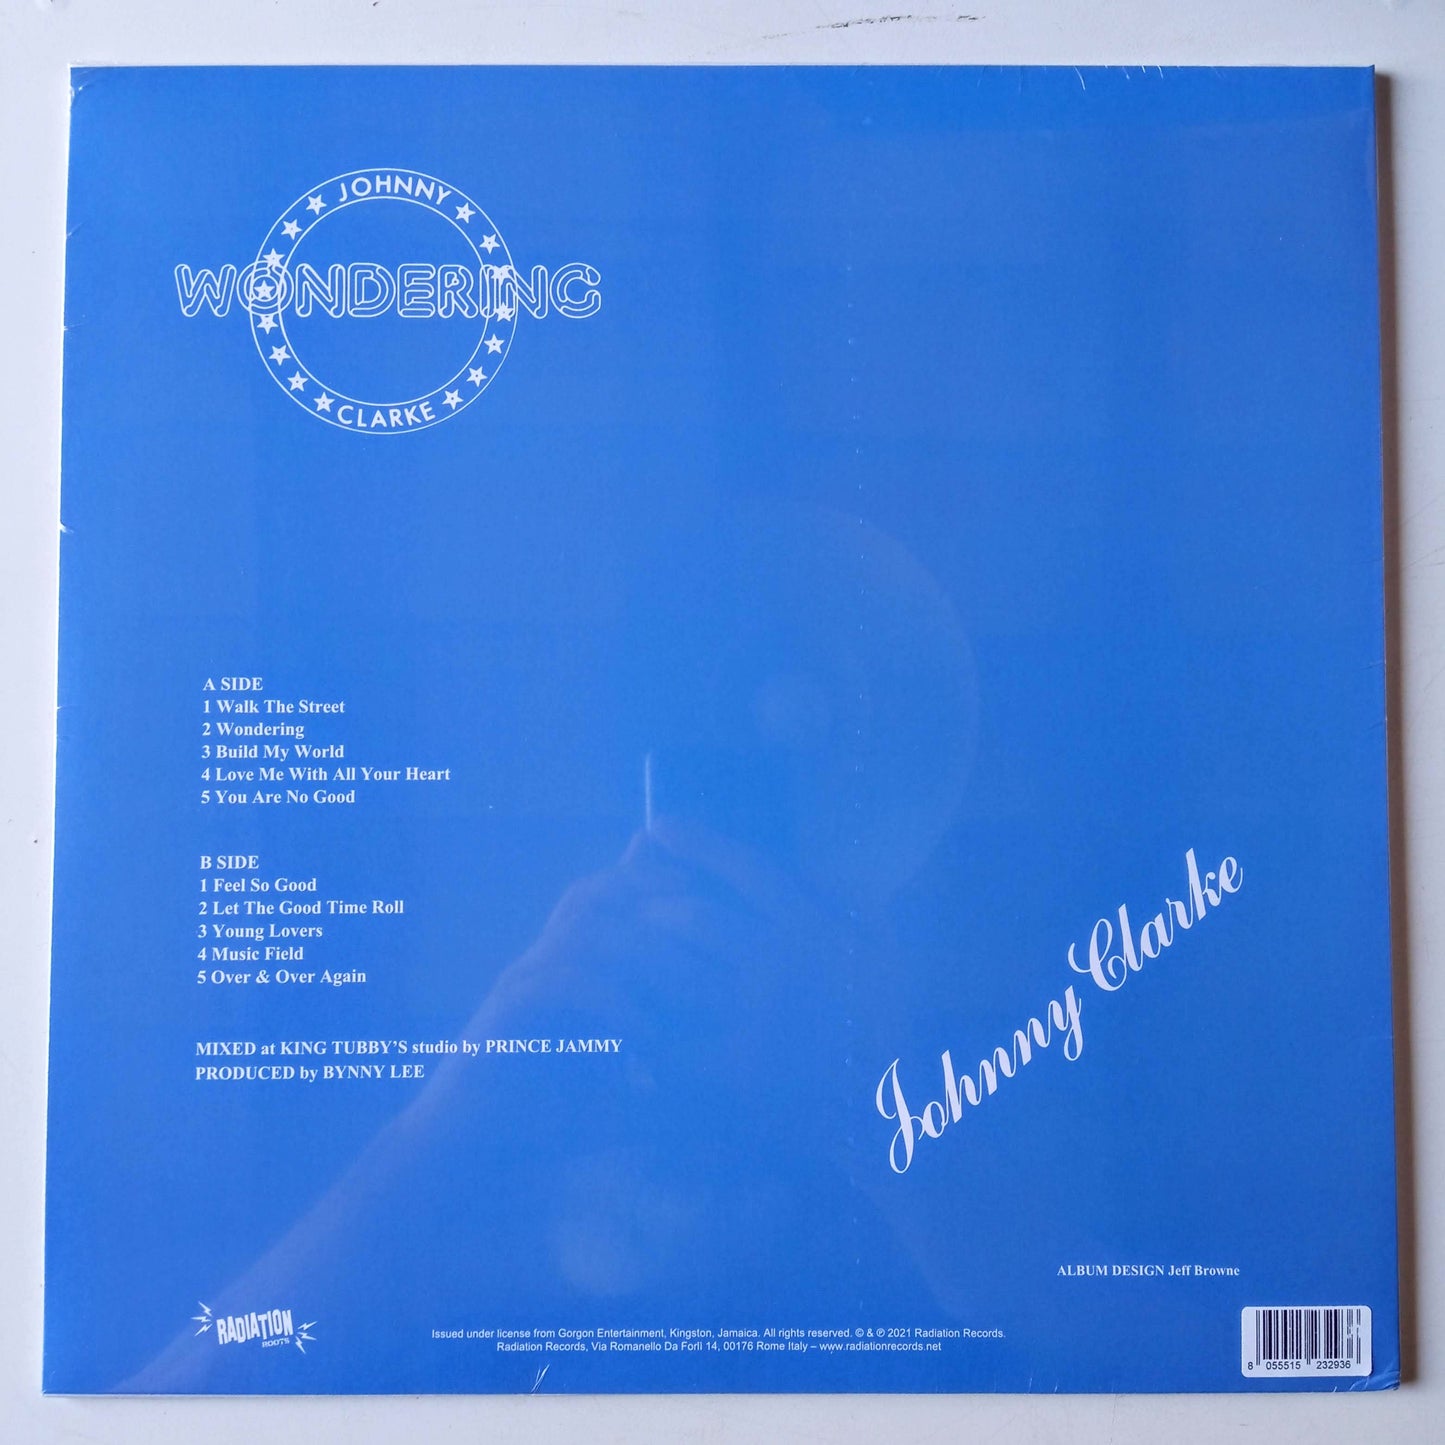 JOHNNY
WONDERING
CLARKE
A SIDE
1 Walk The Street
2 Wondering
3 Build My World
4 Love Me With All Your Heart
5 You Are No Good
B SIDE
1 Feel So Good
2 Let The Good Time Roll
3 Young Lovers
4 Music Field
5 Over & Over Again
MIXED at KING TUBBY'S studio by PRINCE JAMMY
PRODUCED by BYNNY LEE
Johnny Clarke
ALBUM DESIGN Jeff Browne
RADIATION
ROOTS
Issued under license from Gorgon Entertainment, Kingston, Jamaica. All rights reserved. © & ℗ 2021 Radiation Records.
Radiation Records, Via Romanello Da Forlì 14, 00176 Rome Italy – www.radiationrecords.net
8 055515 232936